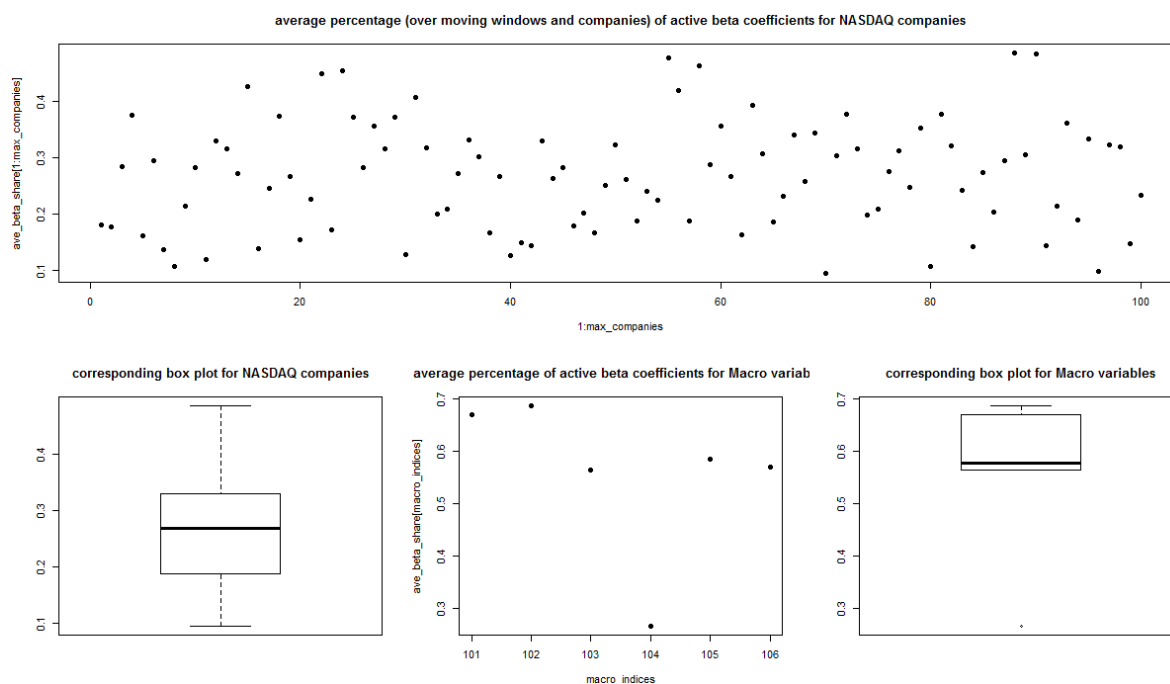 average percentage (over moving windows and companies) of active beta coefficients for NASDAQ companies
ave_beta_share[1:max_companies]
0.4
0.3
0.2
0.1
0 20 40 60 80 100
1:max_companies
corresponding box plot for NASDAQ companies
0.4
0.3
0.2
0.1
average percentage of active beta coefficients for Macro variab
ave_beta_share[macro_indices]
0.7
0.6
0.5
0.4
0.3
101 102 103 104 105 106
macro_indices
corresponding box plot for Macro variables
0.7
0.6
0.5
0.4
0.3